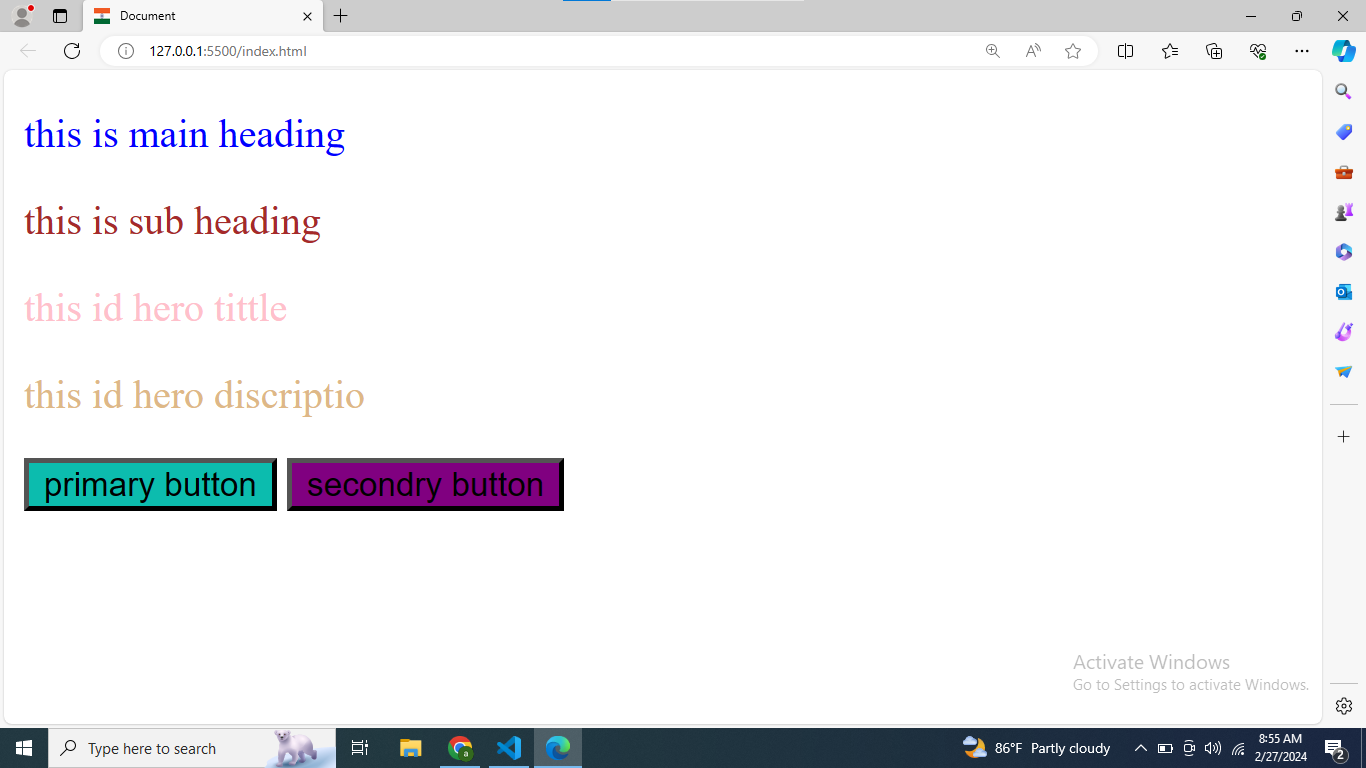 Document
127.0.0.1:5500/index.html
this is main heading
this is sub heading
this id hero tittle
this id hero discriptio
primary button
secondry button
Activate Windows
Go to Settings to activate Windows.
Type here to search
86°F Partly cloudy
8:55 AM
2/27/2024
2